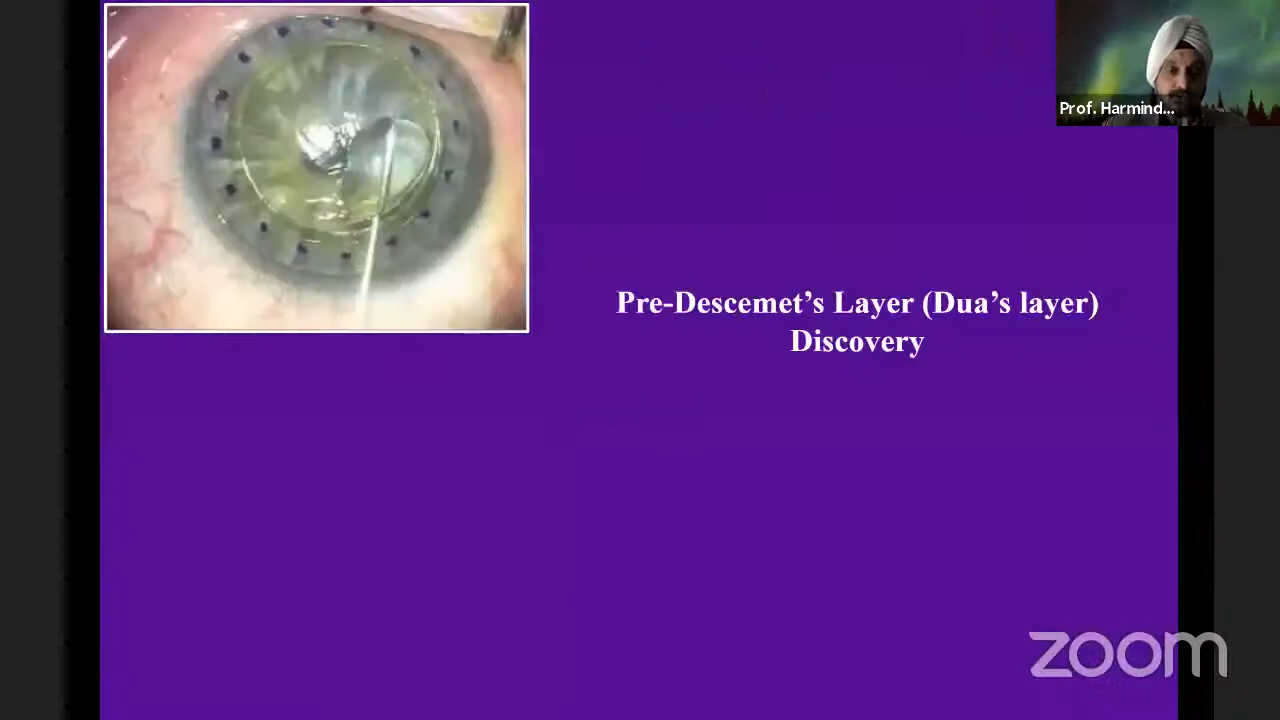 Prof. Harmind...
Pre-Descemet’s Layer (Dua’s layer)
Discovery
zoom